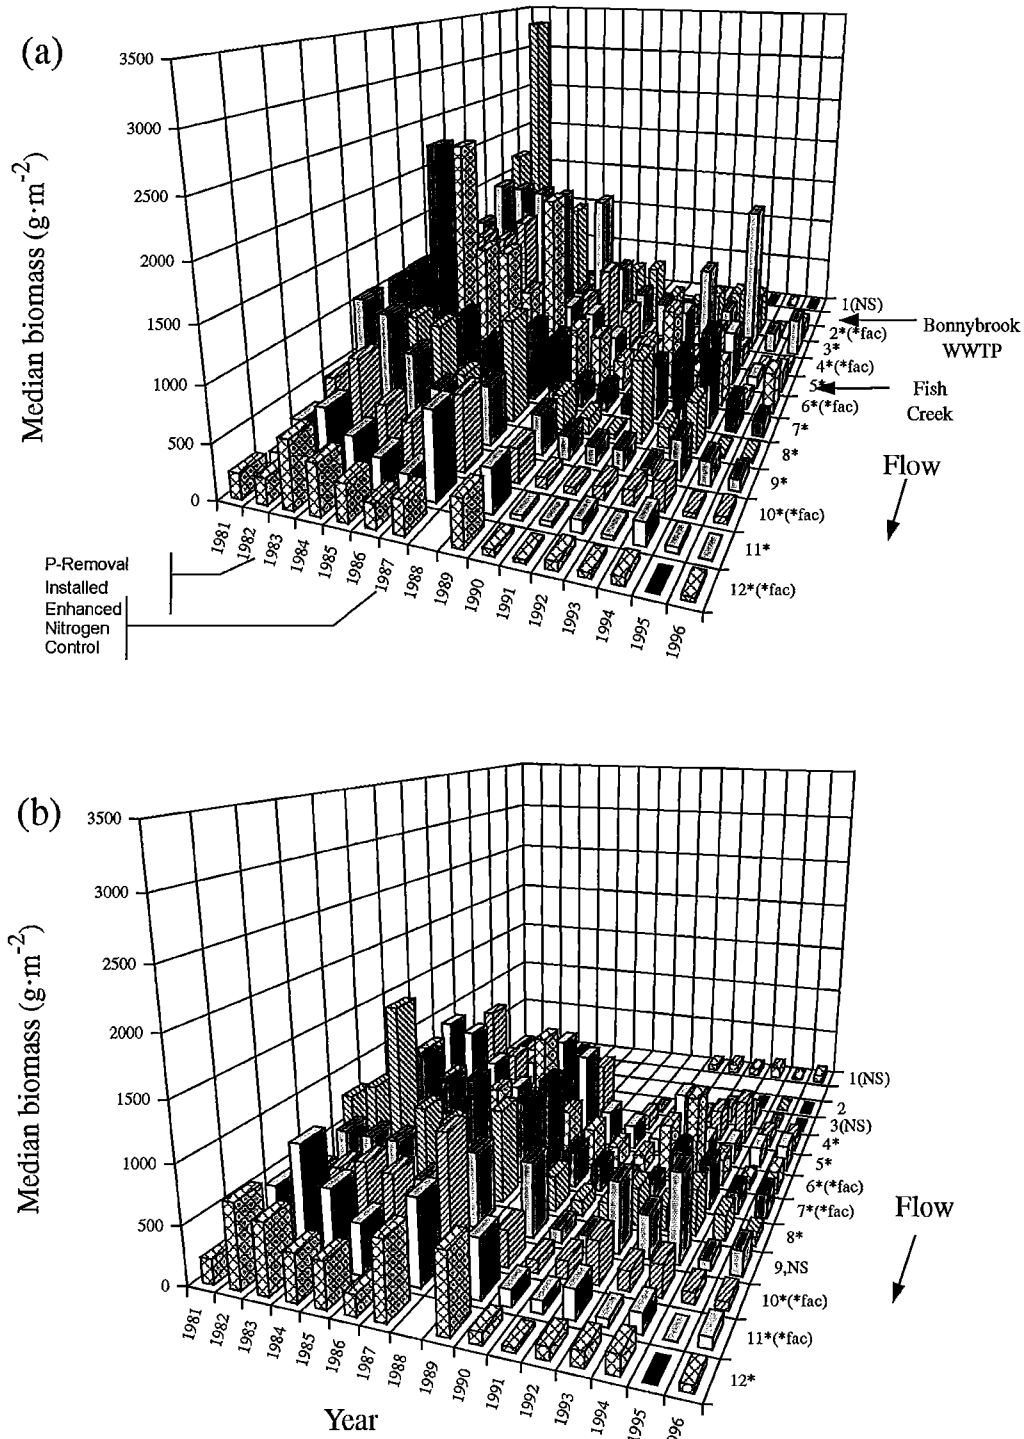 (a)
3500
3000
2500
2000
1500
1000
500
0
Median biomass (g·m-2)
1981
1982
1983
1984
1985
1986
1987
1988
1989
1990
1991
1992
1993
1994
1995
1996
1(NS)
2*(*fac)
3*
4*(*fac)
5*
6*(*fac)
7*
8*
9*
10*(*fac)
11*
12*(*fac)
Bonnybrook
WWTP
Fish
Creek
Flow
P-Removal
Installed
Enhanced
Nitrogen
Control
(b)
3500
3000
2500
2000
1500
1000
500
0
Median biomass (g·m-2)
1981
1982
1983
1984
1985
1986
1987
1988
1989
1990
1991
1992
1993
1994
1995
1996
1(NS)
2
3(NS)
4*
5*
6*(*fac)
7*(*fac)
8*
9,NS
10*(*fac)
11*(*fac)
12*
Flow
Year